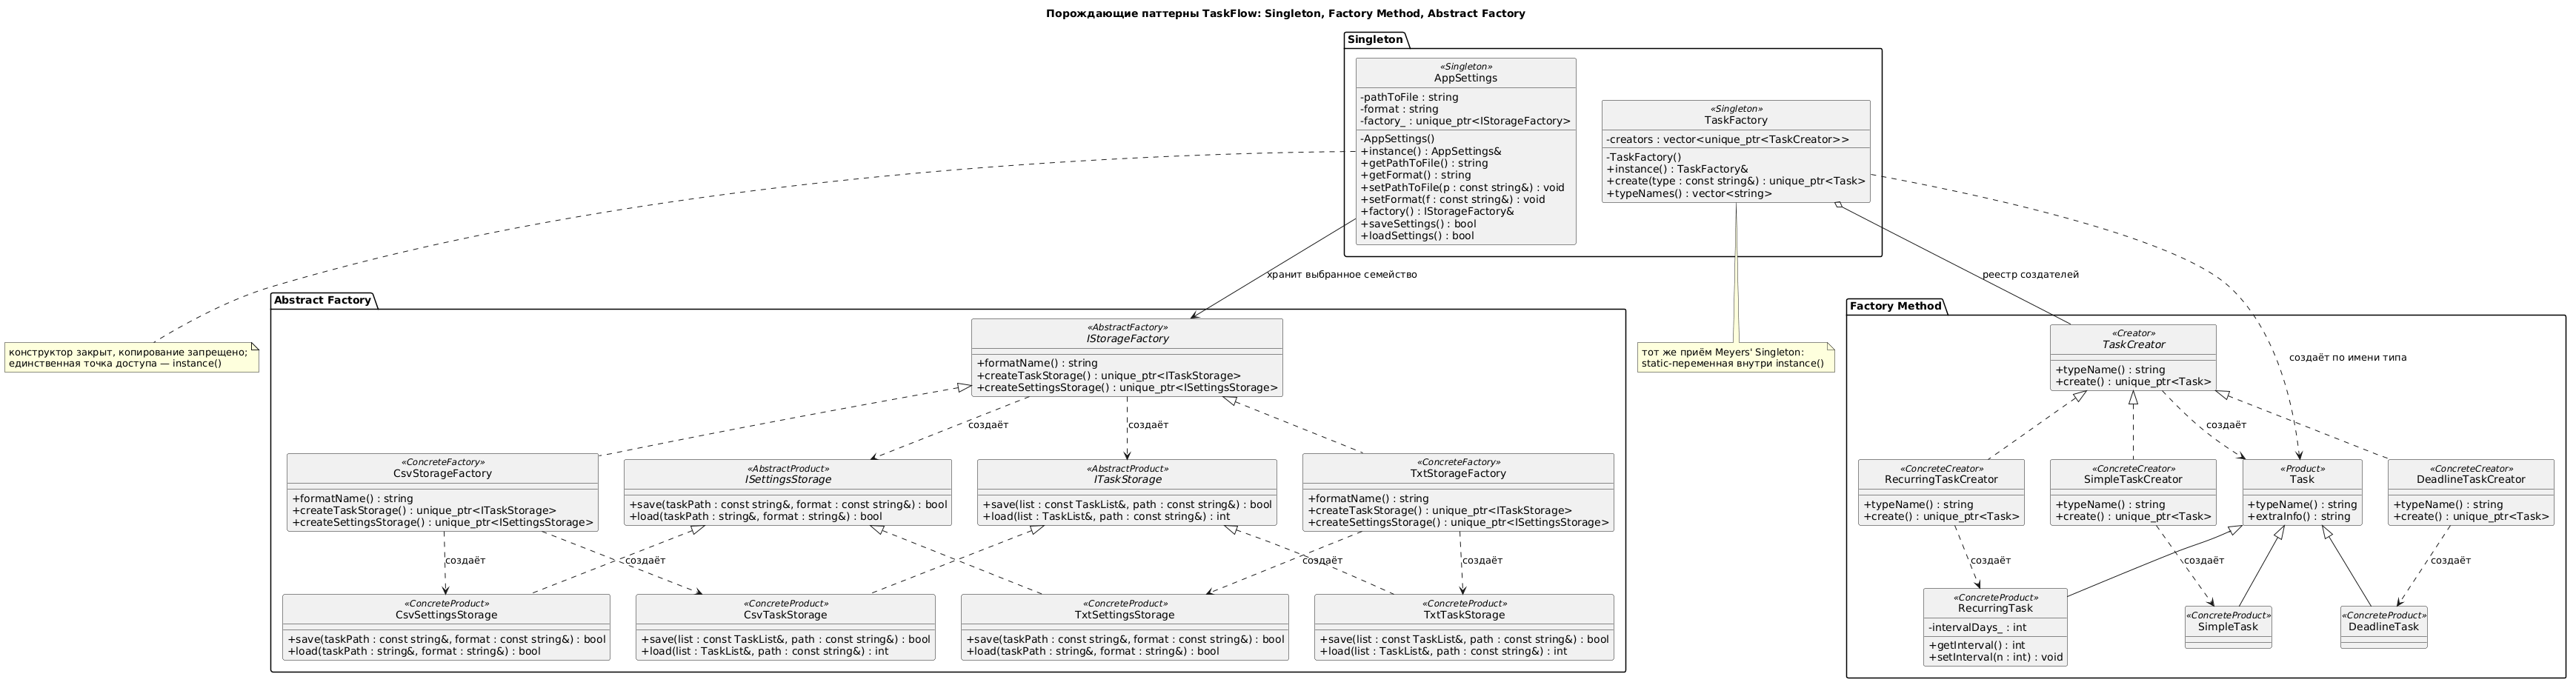 Порождающие паттерны TaskFlow: Singleton, Factory Method, Abstract Factory
Singleton
«Singleton»
AppSettings
-pathToFile : string
-format : string
-factory_ : unique_ptr<IStorageFactory>
-AppSettings()
+instance() : AppSettings&
+getPathToFile() : string
+getFormat() : string
+setPathToFile(p : const string&) : void
+setFormat(f : const string&) : void
+factory() : IStorageFactory&
+saveSettings() : bool
+loadSettings() : bool
«Singleton»
TaskFactory
-creators : vector<unique_ptr<TaskCreator>>
-TaskFactory()
+instance() : TaskFactory&
+create(type : const string&) : unique_ptr<Task>
+typeNames() : vector<string>
хранит выбранное семейство
реестр создателей
создаёт по имени типа
конструктор закрыт, копирование запрещено;
единственная точка доступа — instance()
тот же приём Meyers' Singleton:
static-переменная внутри instance()
Abstract Factory
«AbstractFactory»
IStorageFactory
+formatName() : string
+createTaskStorage() : unique_ptr<ITaskStorage>
+createSettingsStorage() : unique_ptr<ISettingsStorage>
создаёт
создаёт
«ConcreteFactory»
CsvStorageFactory
+formatName() : string
+createTaskStorage() : unique_ptr<ITaskStorage>
+createSettingsStorage() : unique_ptr<ISettingsStorage>
«AbstractProduct»
ISettingsStorage
+save(taskPath : const string&, format : const string&) : bool
+load(taskPath : string&, format : string&) : bool
«AbstractProduct»
ITaskStorage
+save(list : const TaskList&, path : const string&) : bool
+load(list : TaskList&, path : const string&) : int
«ConcreteFactory»
TxtStorageFactory
+formatName() : string
+createTaskStorage() : unique_ptr<ITaskStorage>
+createSettingsStorage() : unique_ptr<ISettingsStorage>
создаёт
создаёт
создаёт
создаёт
«ConcreteProduct»
CsvSettingsStorage
+save(taskPath : const string&, format : const string&) : bool
+load(taskPath : string&, format : string&) : bool
«ConcreteProduct»
CsvTaskStorage
+save(list : const TaskList&, path : const string&) : bool
+load(list : TaskList&, path : const string&) : int
«ConcreteProduct»
TxtSettingsStorage
+save(taskPath : const string&, format : const string&) : bool
+load(taskPath : string&, format : string&) : bool
«ConcreteProduct»
TxtTaskStorage
+save(list : const TaskList&, path : const string&) : bool
+load(list : TaskList&, path : const string&) : int
Factory Method
«Creator»
TaskCreator
+typeName() : string
+create() : unique_ptr<Task>
создаёт
«ConcreteCreator»
RecurringTaskCreator
+typeName() : string
+create() : unique_ptr<Task>
«ConcreteCreator»
SimpleTaskCreator
+typeName() : string
+create() : unique_ptr<Task>
«Product»
Task
+typeName() : string
+extraInfo() : string
«ConcreteCreator»
DeadlineTaskCreator
+typeName() : string
+create() : unique_ptr<Task>
создаёт
создаёт
создаёт
«ConcreteProduct»
RecurringTask
-intervalDays_ : int
+getInterval() : int
+setInterval(n : int) : void
«ConcreteProduct»
SimpleTask
«ConcreteProduct»
DeadlineTask